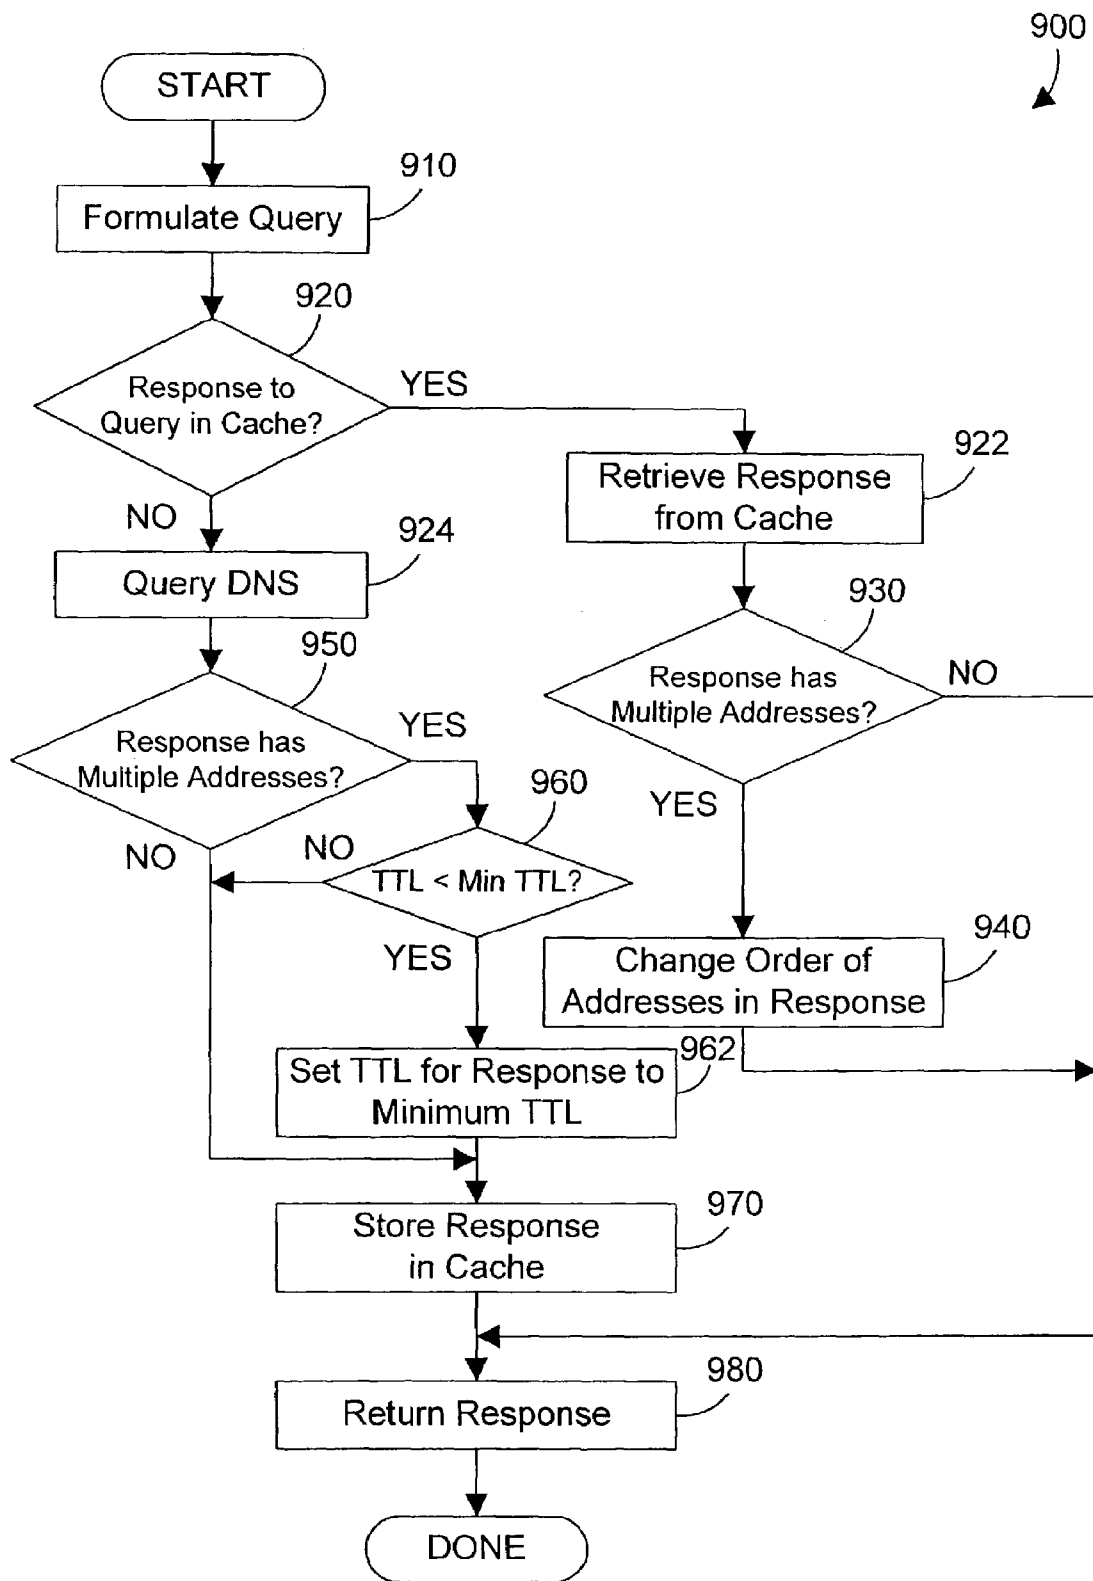 900
START
910
Formulate Query
920
Response to
Query in Cache?
YES
NO
922
Retrieve Response
from Cache
924
Query DNS
930
Response has
Multiple Addresses?
NO
YES
950
Response has
Multiple Addresses?
YES
NO
960
TTL < Min TTL?
NO
YES
940
Change Order of
Addresses in Response
962
Set TTL for Response to
Minimum TTL
970
Store Response
in Cache
980
Return Response
DONE